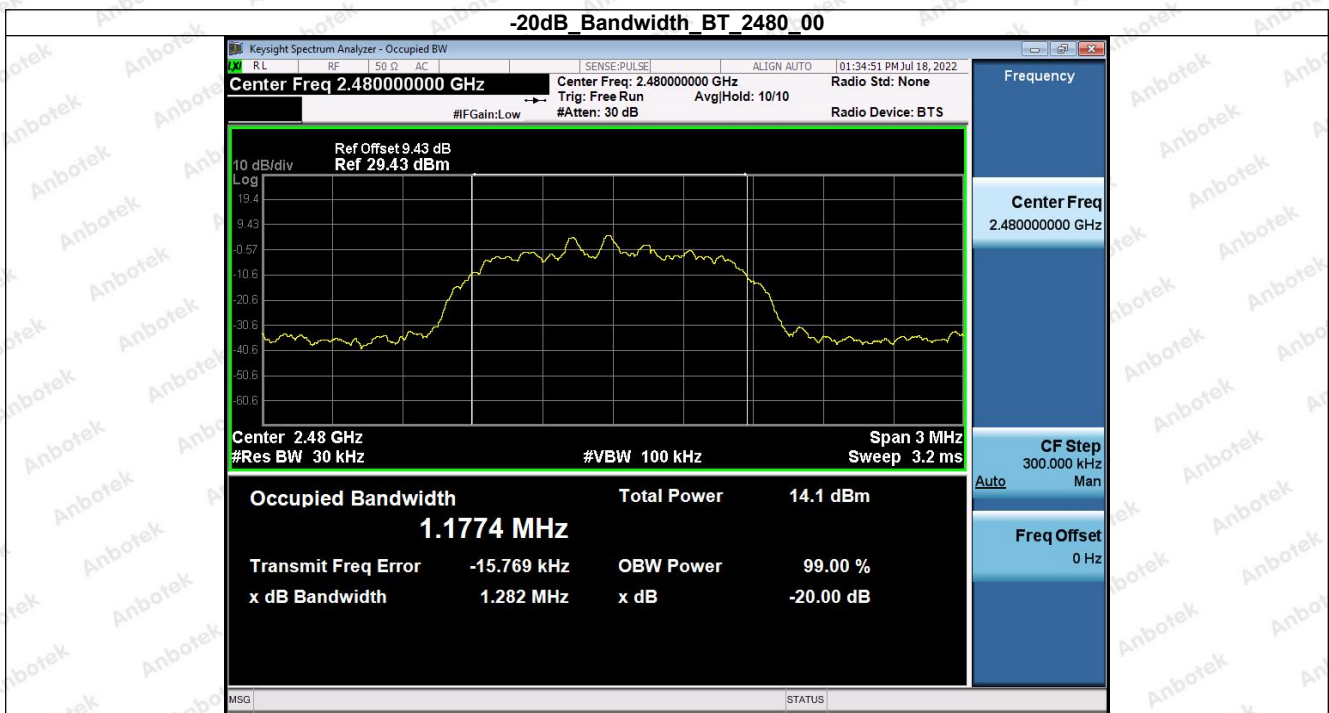 -20dB_Bandwidth_BT_2480_00
Keysight Spectrum Analyzer - Occupied BW
LXI RL RF 50 Ω AC SENSE:PULSE ALIGN AUTO 01:34:51 PM Jul 18, 2022
Center Freq 2.480000000 GHz
Center Freq: 2.480000000 GHz Radio Std: None
Trig: Free Run Avg|Hold: 10/10
#IFGain:Low #Atten: 30 dB Radio Device: BTS
Ref Offset 9.43 dB
10 dB/div Ref 29.43 dBm
Log
19.4
9.43
-0.57
-10.6
-20.6
-30.6
-40.6
-50.6
-60.6
Center 2.48 GHz Span 3 MHz
#Res BW 30 kHz #VBW 100 kHz Sweep 3.2 ms
Occupied Bandwidth Total Power 14.1 dBm
1.1774 MHz
Transmit Freq Error -15.769 kHz OBW Power 99.00 %
x dB Bandwidth 1.282 MHz x dB -20.00 dB
MSG STATUS
Frequency
Center Freq
2.480000000 GHz
CF Step
300.000 kHz
Auto Man
Freq Offset
0 Hz
Anbotek